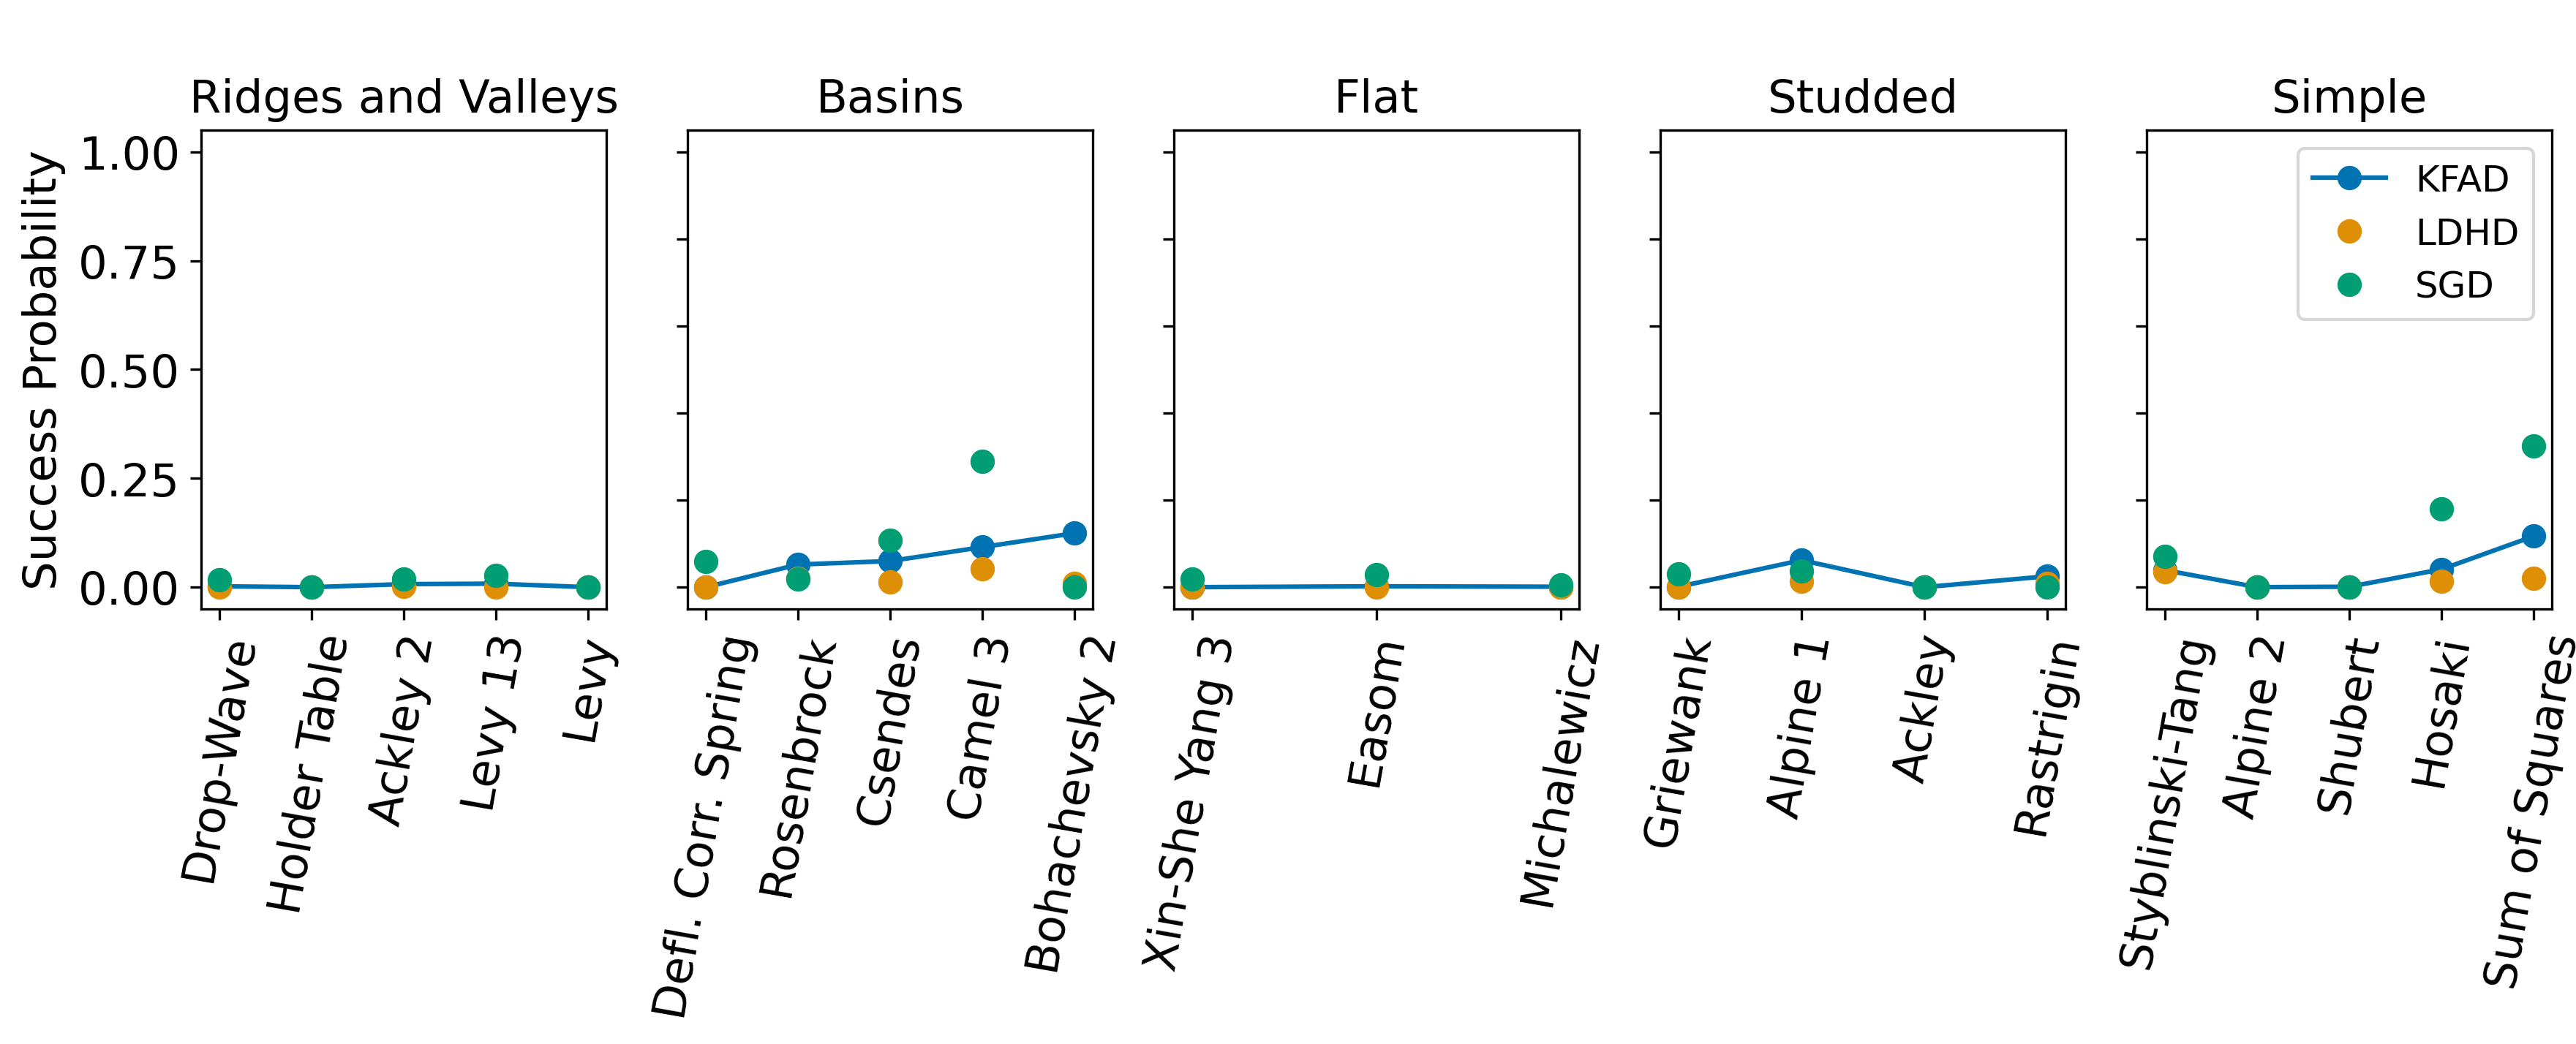 Ridges and Valleys
Basins
Flat
Studded
Simple
Success Probability
1.00
0.75
0.50
0.25
0.00
KFAD
LDHD
SGD
Drop-Wave
Holder Table
Ackley 2
Levy 13
Levy
Defl. Corr. Spring
Rosenbrock
Csendes
Camel 3
Bohachevsky 2
Xin-She Yang 3
Easom
Michalewicz
Griewank
Alpine 1
Ackley
Rastrigin
Styblinski-Tang
Alpine 2
Shubert
Hosaki
Sum of Squares